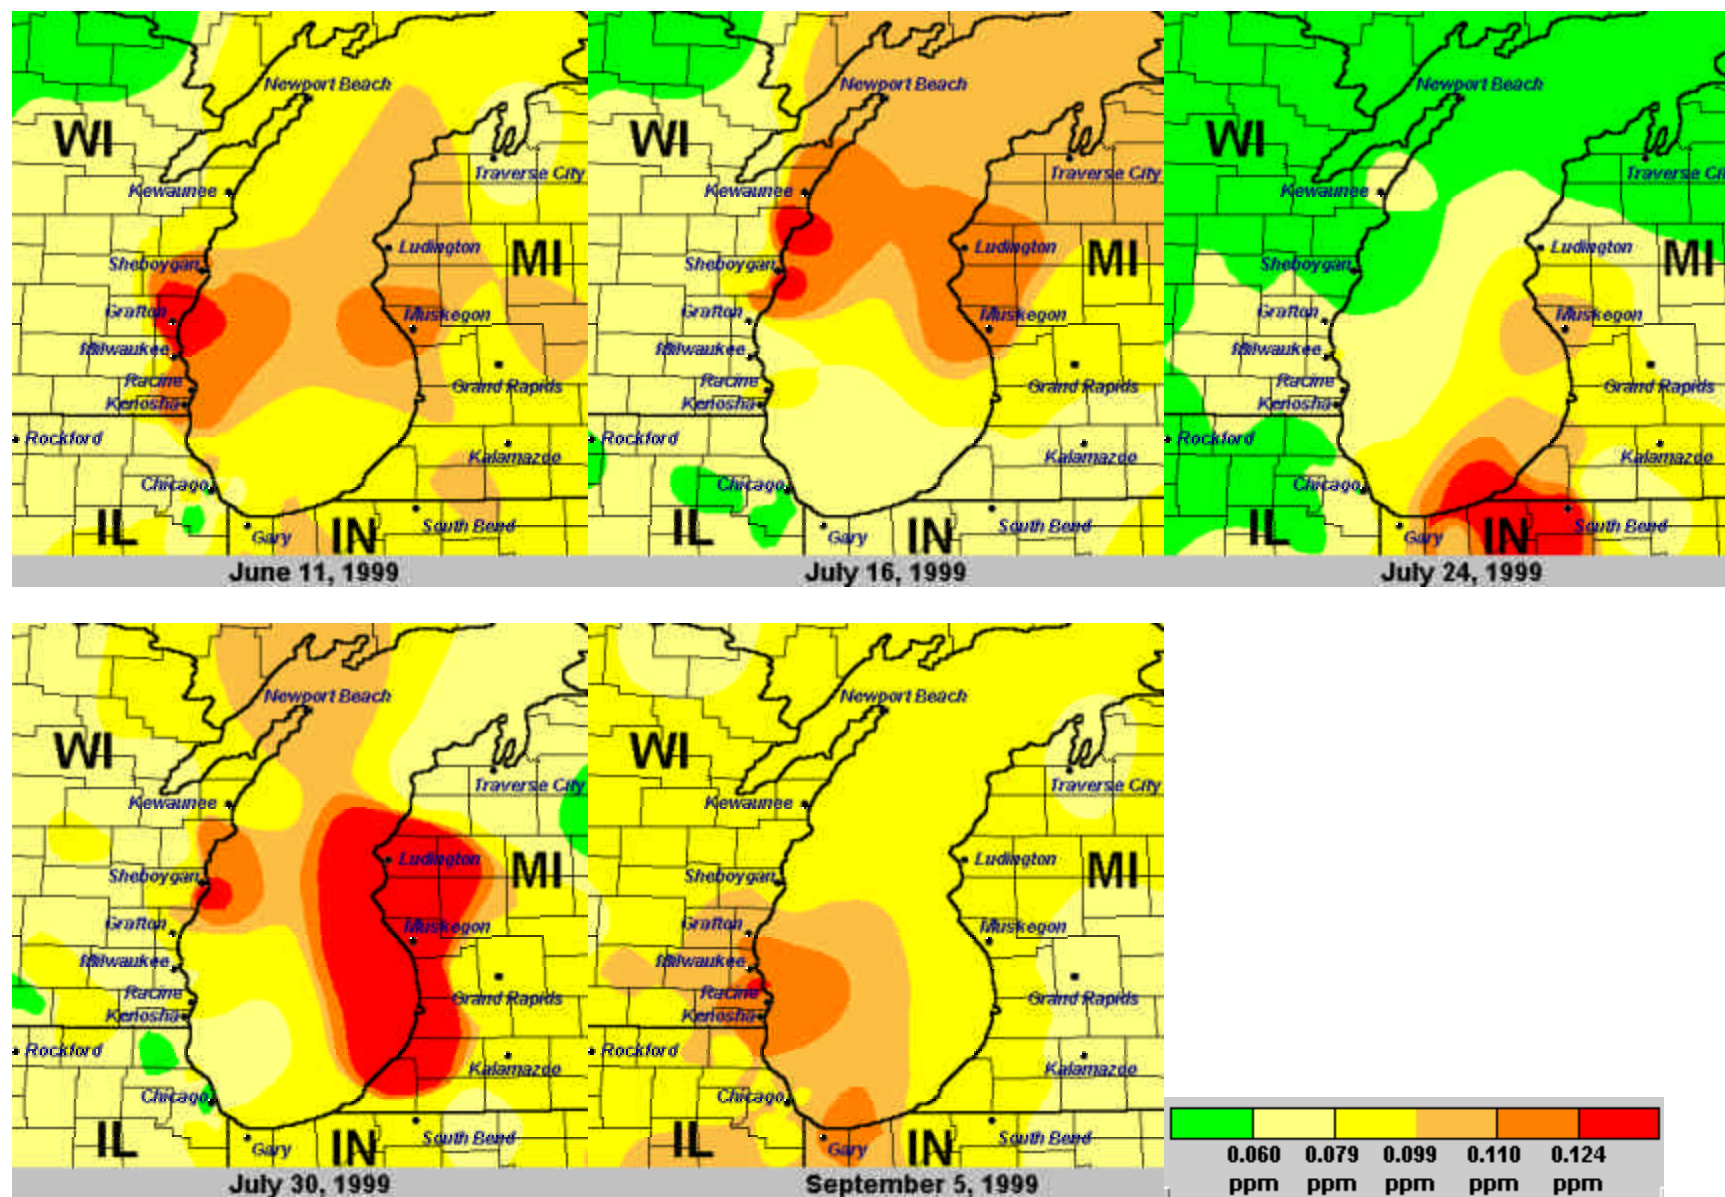 Newport Beach
WI
Traverse City
Kewaunee
Ludington
MI
Sheboygan
Grafton
Muskegon
Milwaukee
Racine
Grand Rapids
Kenosha
Rockford
Kalamazoo
Chicago
IL
Gary
IN
South Bend
June 11, 1999
Newport Beach
WI
Traverse City
Kewaunee
Ludington
MI
Sheboygan
Grafton
Muskegon
Milwaukee
Racine
Grand Rapids
Kenosha
Rockford
Kalamazoo
Chicago
IL
Gary
IN
South Bend
July 16, 1999
Newport Beach
WI
Traverse Ci
Kewaunee
Ludington
MI
Sheboygan
Grafton
Muskegon
Milwaukee
Racine
Grand Rapids
Kenosha
Rockford
Kalamazoo
Chicago
IL
Gary
IN
South Bend
July 24, 1999
Newport Beach
WI
Traverse City
Kewaunee
Ludington
MI
Sheboygan
Grafton
Muskegon
Milwaukee
Racine
Grand Rapids
Kenosha
Rockford
Kalamazoo
Chicago
IL
Gary
IN
South Bend
July 30, 1999
Newport Beach
WI
Traverse City
Kewaunee
Ludington
MI
Sheboygan
Grafton
Muskegon
Milwaukee
Racine
Grand Rapids
Kenosha
Rockford
Kalamazoo
Chicago
IL
Gary
IN
South Bend
September 5, 1999
0.060 0.079 0.099 0.110 0.124
ppm ppm ppm ppm ppm